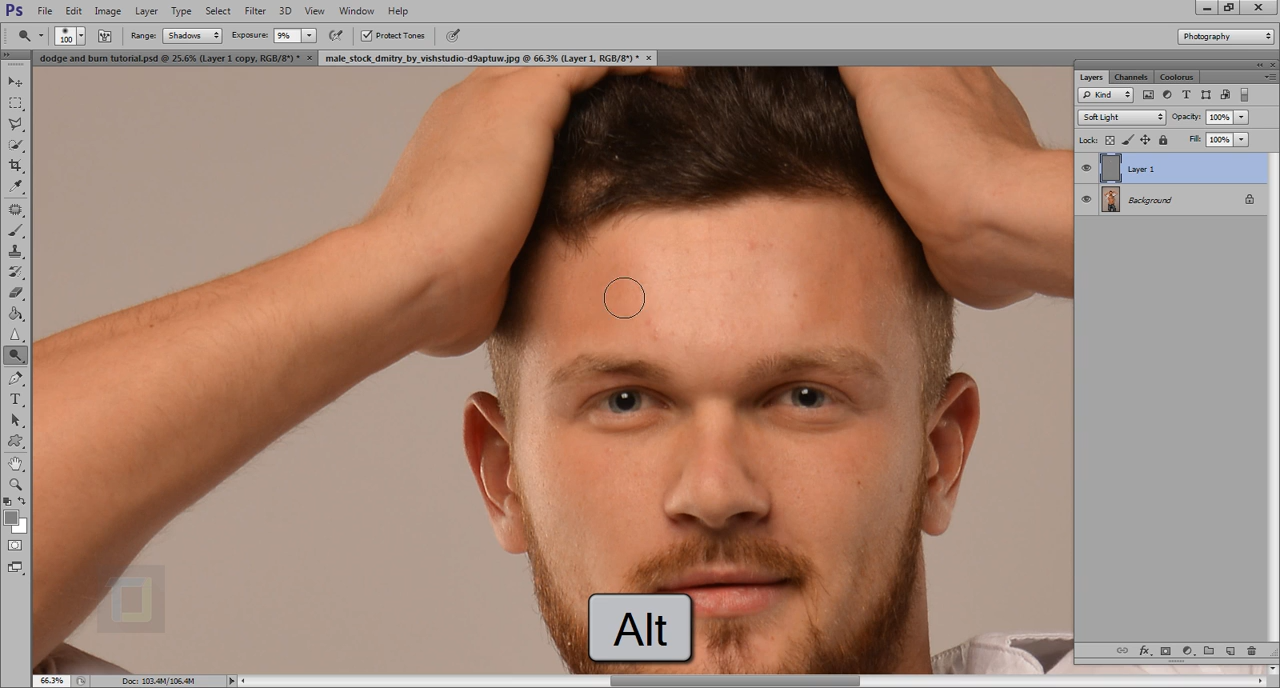 Ps File Edit Image Layer Type Select Filter 3D View Window Help
100 Range: Shadows Exposure: 9% Protect Tones Photography
dodge and burn tutorial.psd @ 25.6% (Layer 1 copy, RGB/8*) * × male_stock_dmitry_by_vishstudio-d9aptuw.jpg @ 66.3% (Layer 1, RGB/8*) * ×
Layers Channels Coolorus
Kind
Soft Light Opacity: 100%
Lock: Fill: 100%
Layer 1
Background
Alt
66.3% Doc: 103.4M/106.4M